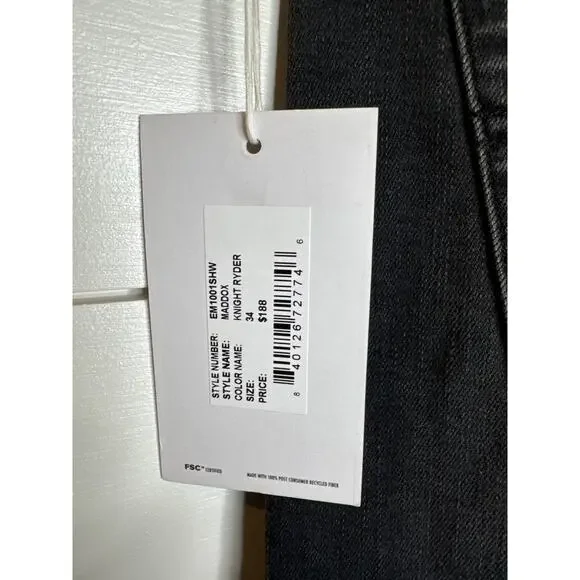 STYLE NUMBER: EM1001SHW
STYLE NAME: MADDOX
COLOR NAME: KNIGHT RYDER
SIZE: 34
PRICE: $188
8 40126 72774 6
FSC™ CERTIFIED
MADE WITH 100% POST CONSUMER RECYCLED FIBER